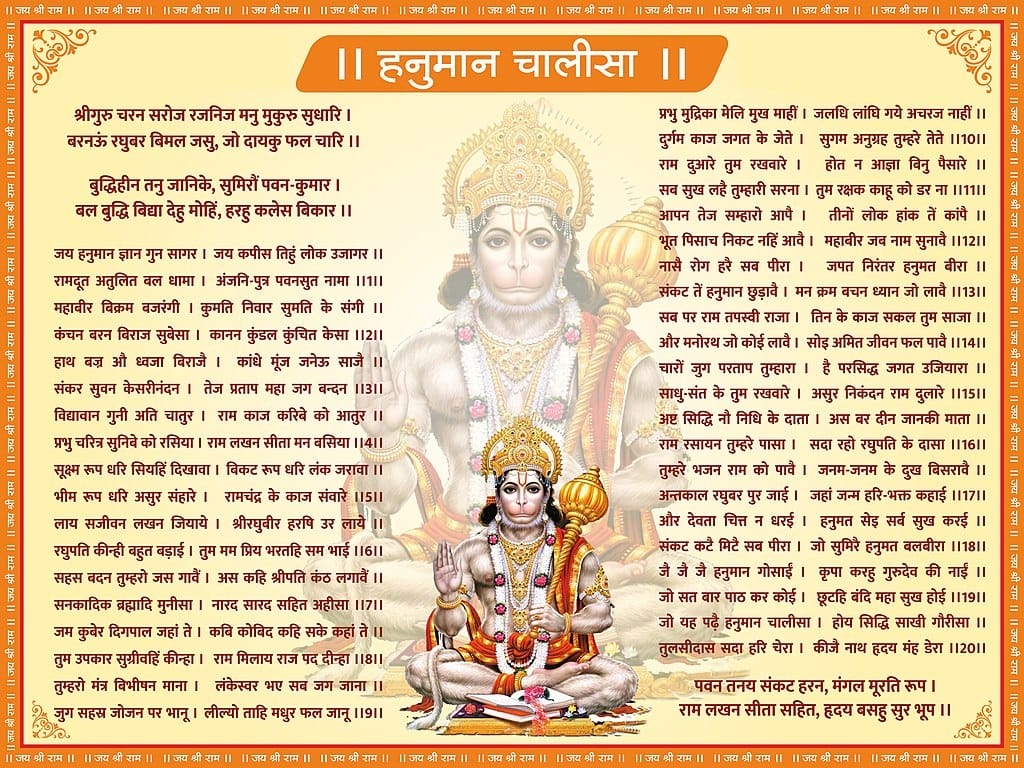 ।। हनुमान चालीसा ।।
श्रीगुरु चरन सरोज रजनिज मनु मुकुरु सुधारि ।
बरनऊं रघुबर बिमल जसु, जो दायकु फल चारि ।।
बुद्धिहीन तनु जानिके, सुमिरौं पवन-कुमार ।
बल बुद्धि बिद्या देहु मोहिं, हरहु कलेस बिकार ।।
जय हनुमान ज्ञान गुन सागर । जय कपीस तिहुं लोक उजागर ।।
रामदूत अतुलित बल धामा । अंजनि-पुत्र पवनसुत नामा ।।1।।
महाबीर बिक्रम बजरंगी । कुमति निवार सुमति के संगी ।।
कंचन बरन बिराज सुबेसा । कानन कुंडल कुंचित केसा ।।2।।
हाथ बज्र औ ध्वजा बिराजै । कांधे मूंज जनेऊ साजै ।।
संकर सुवन केसरीनंदन । तेज प्रताप महा जग बन्दन ।।3।।
विद्यावान गुनी अति चातुर । राम काज करिबे को आतुर ।।
प्रभु चरित्र सुनिबे को रसिया । राम लखन सीता मन बसिया ।।4।।
सूक्ष्म रूप धरि सियहिं दिखावा । बिकट रूप धरि लंक जरावा ।।
भीम रूप धरि असुर संहारे । रामचंद्र के काज संवारे ।।5।।
लाय सजीवन लखन जियाये । श्रीरघुवीर हरषि उर लाये ।।
रघुपति कीन्ही बहुत बड़ाई । तुम मम प्रिय भरतहि सम भाई ।।6।।
सहस बदन तुम्हरो जस गावैं । अस कहि श्रीपति कंठ लगावैं ।।
सनकादिक ब्रह्मादि मुनीसा । नारद सारद सहित अहीसा ।।7।।
जम कुबेर दिगपाल जहां ते । कबि कोबिद कहि सके कहां ते ।।
तुम उपकार सुग्रीवहिं कीन्हा । राम मिलाय राज पद दीन्हा ।।8।।
तुम्हरो मंत्र बिभीषन माना । लंकेस्वर भए सब जग जाना ।।
जुग सहस्र जोजन पर भानू । लील्यो ताहि मधुर फल जानू ।।9।।
प्रभु मुद्रिका मेलि मुख माहीं । जलधि लांघि गये अचरज नाहीं ।।
दुर्गम काज जगत के जेते । सुगम अनुग्रह तुम्हरे तेते ।।10।।
राम दुआरे तुम रखवारे । होत न आज्ञा बिनु पैसारे ।।
सब सुख लहै तुम्हारी सरना । तुम रक्षक काहू को डर ना ।।11।।
आपन तेज सम्हारो आपै । तीनों लोक हांक तें कांपै ।।
भूत पिसाच निकट नहिं आवै । महाबीर जब नाम सुनावै ।।12।।
नासै रोग हरै सब पीरा । जपत निरंतर हनुमत बीरा ।।
संकट तें हनुमान छुड़ावै । मन क्रम बचन ध्यान जो लावै ।।13।।
सब पर राम तपस्वी राजा । तिन के काज सकल तुम साजा ।।
और मनोरथ जो कोई लावै । सोइ अमित जीवन फल पावै ।।14।।
चारों जुग परताप तुम्हारा । है परसिद्ध जगत उजियारा ।।
साधु-संत के तुम रखवारे । असुर निकंदन राम दुलारे ।।15।।
अष्ट सिद्धि नौ निधि के दाता । अस बर दीन जानकी माता ।।
राम रसायन तुम्हरे पासा । सदा रहो रघुपति के दासा ।।16।।
तुम्हरे भजन राम को पावै । जनम-जनम के दुख बिसरावै ।।
अन्तकाल रघुबर पुर जाई । जहां जन्म हरि-भक्त कहाई ।।17।।
और देवता चित्त न धरई । हनुमत सेइ सर्ब सुख करई ।।
संकट कटै मिटै सब पीरा । जो सुमिरै हनुमत बलबीरा ।।18।।
जै जै जै हनुमान गोसाईं । कृपा करहु गुरुदेव की नाईं ।।
जो सत बार पाठ कर कोई । छूटहि बंदि महा सुख होई ।।19।।
जो यह पढ़ै हनुमान चालीसा । होय सिद्धि साखी गौरीसा ।।
तुलसीदास सदा हरि चेरा । कीजै नाथ हृदय मंह डेरा ।।20।।
पवन तनय संकट हरन, मंगल मूरति रूप ।
राम लखन सीता सहित, हृदय बसहु सुर भूप ।।
।। जय श्री राम ।। जय श्री राम ।। जय श्री राम ।। जय श्री राम ।। जय श्री राम ।। जय श्री राम ।। जय श्री राम ।। जय श्री राम ।।